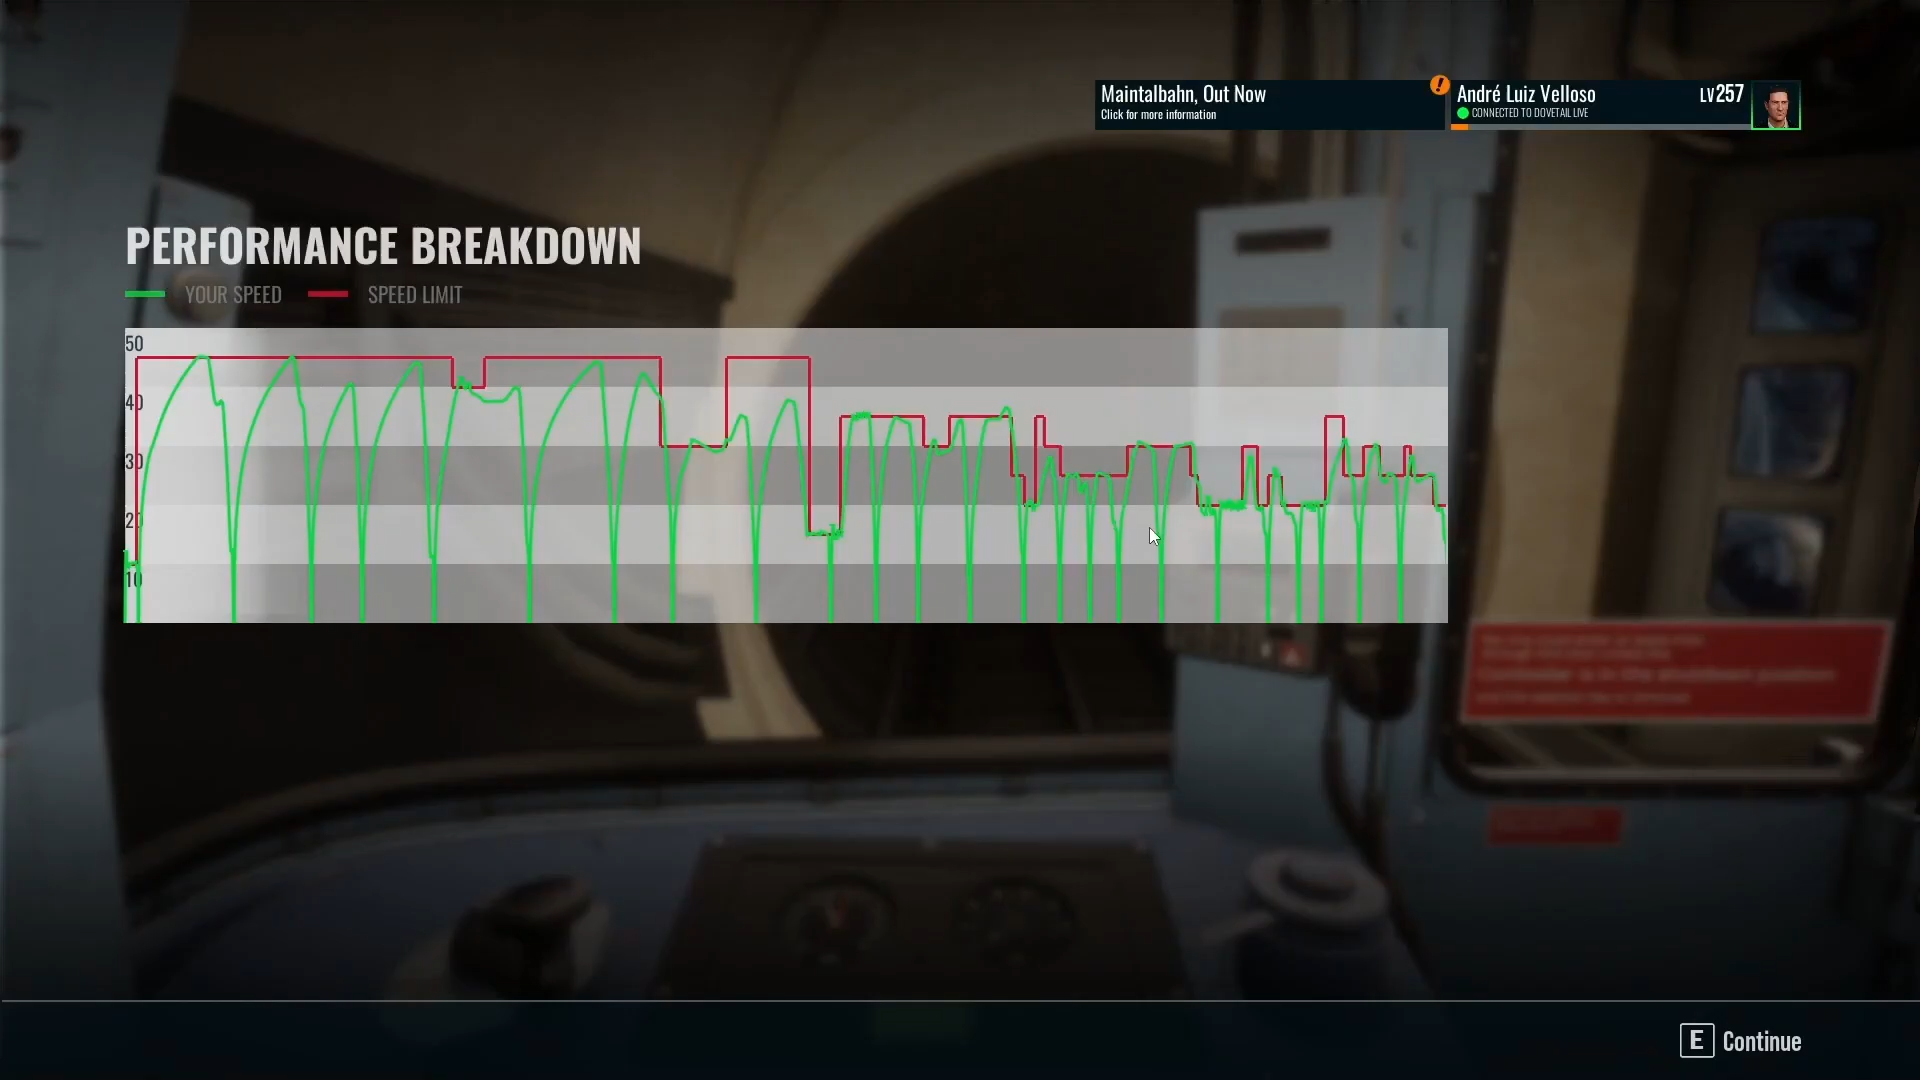 Maintalbahn, Out Now
Click for more information
!
André Luiz Velloso
LV257
CONNECTED TO DOVETAIL LIVE
PERFORMANCE BREAKDOWN
YOUR SPEED
SPEED LIMIT
50
40
30
20
10
E Continue